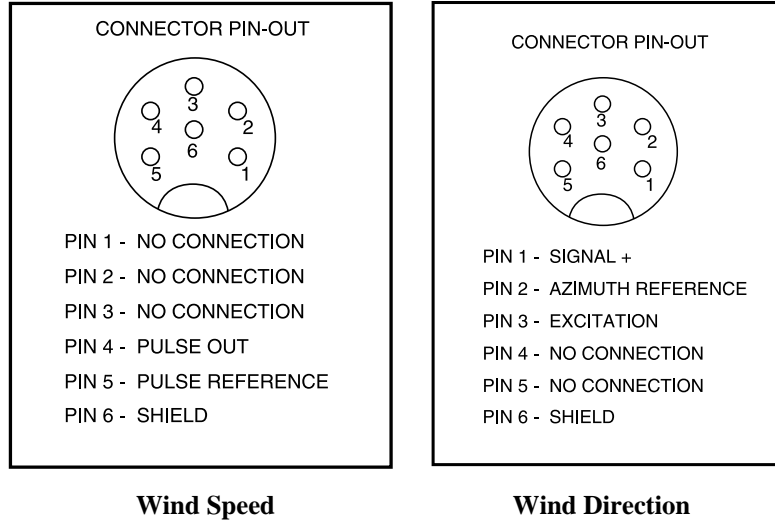 CONNECTOR PIN-OUT
3
4
2
6
5
1
PIN 1 - NO CONNECTION
PIN 2 - NO CONNECTION
PIN 3 - NO CONNECTION
PIN 4 - PULSE OUT
PIN 5 - PULSE REFERENCE
PIN 6 - SHIELD
Wind Speed
CONNECTOR PIN-OUT
3
4
2
6
5
1
PIN 1 - SIGNAL +
PIN 2 - AZIMUTH REFERENCE
PIN 3 - EXCITATION
PIN 4 - NO CONNECTION
PIN 5 - NO CONNECTION
PIN 6 - SHIELD
Wind Direction